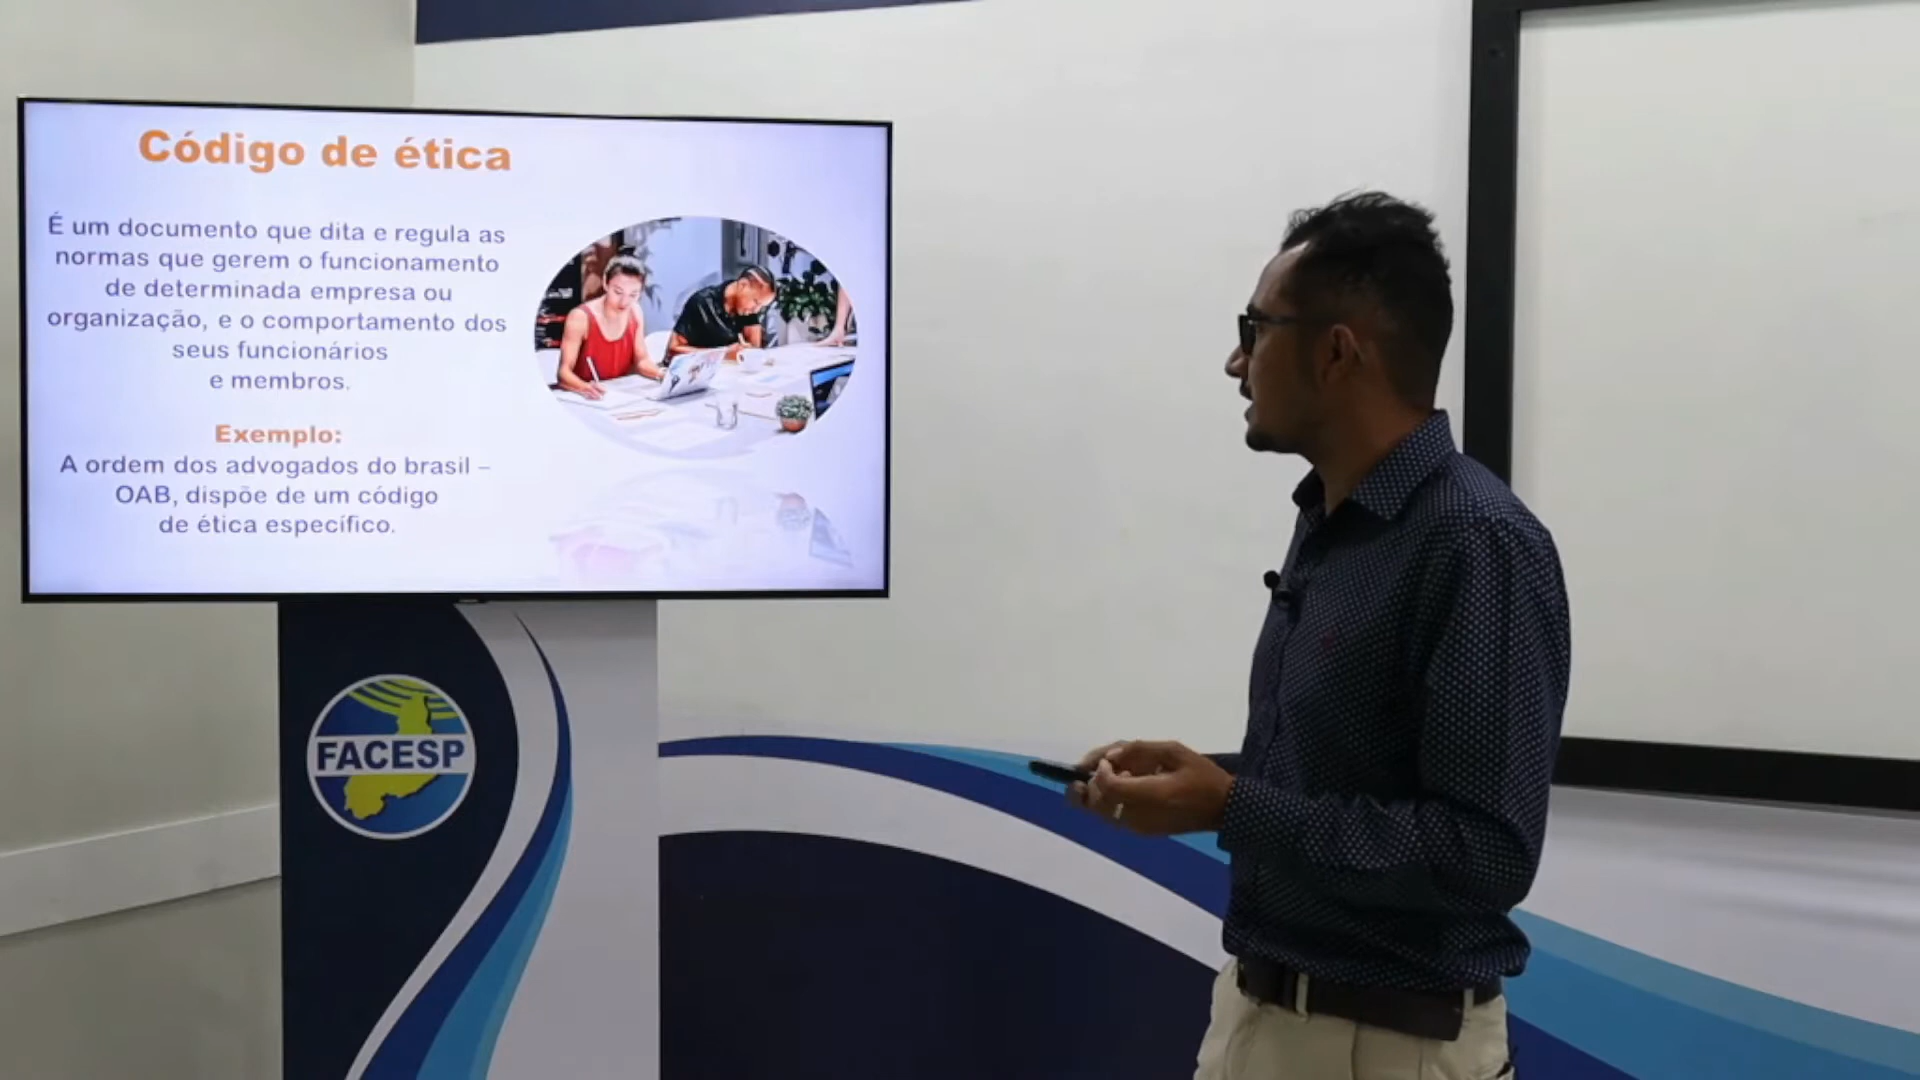 Código de ética
É um documento que dita e regula as
normas que gerem o funcionamento
de determinada empresa ou
organização, e o comportamento dos
seus funcionários
e membros.
Exemplo:
A ordem dos advogados do brasil –
OAB, dispõe de um código
de ética específico.
FACESP